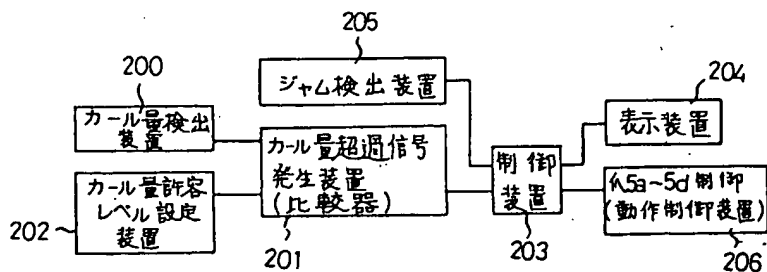 205
ジャム検出装置
200
カール量検出
装置
カール量超過信号
発生装置
(比較器)
201
カール量許容
レベル設定
装置
202
制御
装置
203
204
表示装置
5a~5d制御
(動作制御装置)
206